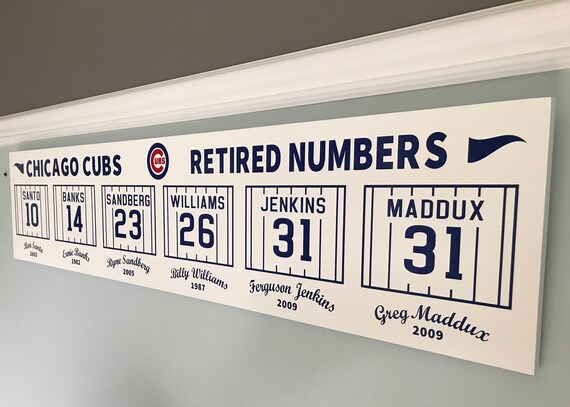 CHICAGO CUBS CUBS RETIRED NUMBERS
SANTO BANKS SANDBERG WILLIAMS JENKINS MADDUX
10 14 23 26 31 31
Ron Santo Ernie Banks Ryne Sandberg Billy Williams Ferguson Jenkins Greg Maddux
2003 1982 2005 1987 2009 2009